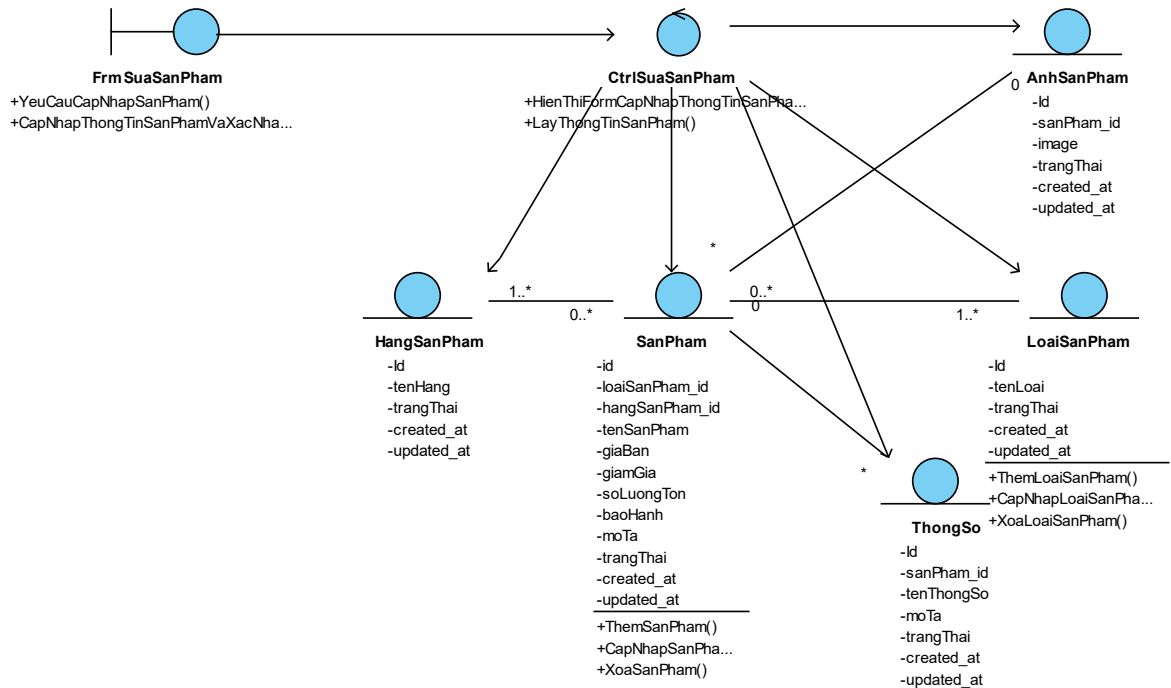 FrmSuaSanPham
+YeuCauCapNhapSanPham()
+CapNhapThongTinSanPhamVaXacNha...
CtrlSuaSanPham
+HienThiFormCapNhapThongTinSanPha...
+LayThongTinSanPham()
AnhSanPham
0
-Id
-sanPham_id
-image
-trangThai
-created_at
-updated_at
*
1..*
0..*
0..*
0
1..*
HangSanPham
-Id
-tenHang
-trangThai
-created_at
-updated_at
SanPham
-id
-loaiSanPham_id
-hangSanPham_id
-tenSanPham
-giaBan
-giamGia
-soLuongTon
-baoHanh
-moTa
-trangThai
-created_at
-updated_at
+ThemSanPham()
+CapNhapSanPha...
+XoaSanPham()
LoaiSanPham
-Id
-tenLoai
-trangThai
-created_at
-updated_at
+ThemLoaiSanPham()
+CapNhapLoaiSanPha...
+XoaLoaiSanPham()
*
ThongSo
-Id
-sanPham_id
-tenThongSo
-moTa
-trangThai
-created_at
-updated_at